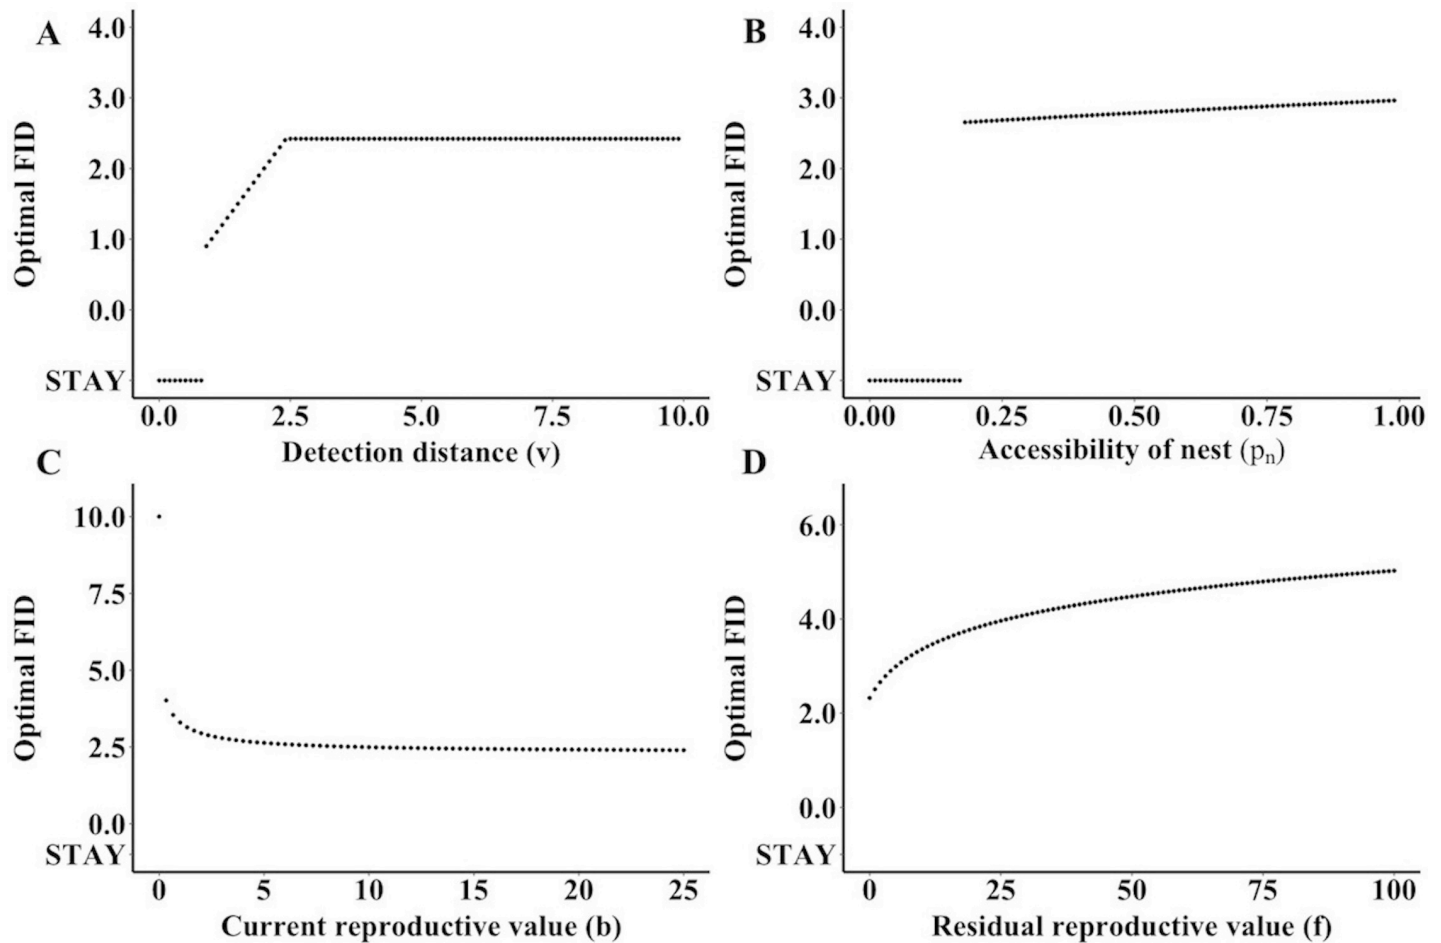 A
4.0
3.0
2.0
1.0
0.0
STAY
Optimal FID
0.0 2.5 5.0 7.5 10.0
Detection distance (v)
B
4.0
3.0
2.0
1.0
0.0
STAY
Optimal FID
0.00 0.25 0.50 0.75 1.00
Accessibility of nest (pn)
C
10.0
7.5
5.0
2.5
0.0
STAY
Optimal FID
0 5 10 15 20 25
Current reproductive value (b)
D
6.0
4.0
2.0
0.0
STAY
Optimal FID
0 25 50 75 100
Residual reproductive value (f)